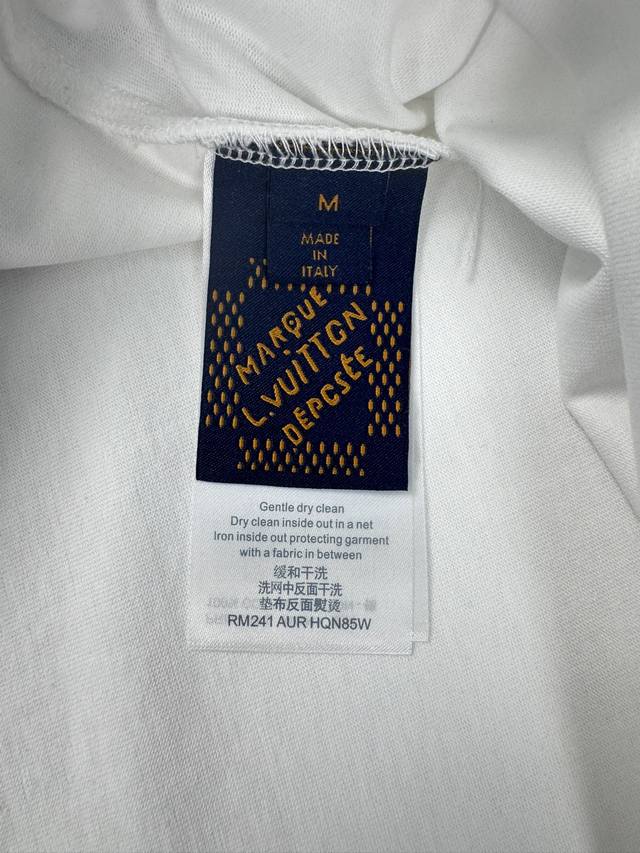 M
MADE
IN
ITALY
MARQUE
L.VUITTON
DEPOSÉE
Gentle dry clean
Dry clean inside out in a net
Iron inside out protecting garment
with a fabric in between
缓和干洗
洗网中反面干洗
垫布反面熨烫
RM241 AUR HQN85W